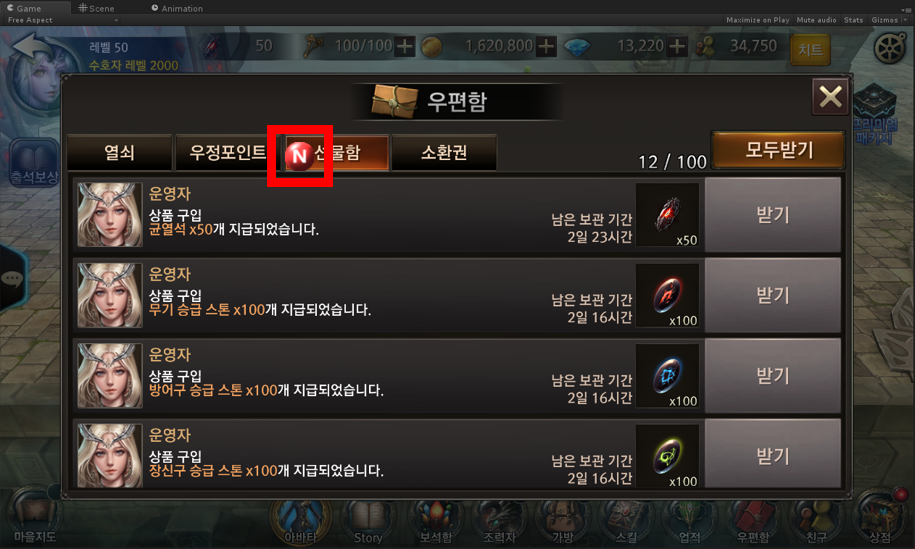 Game
Scene
Animation
Free Aspect
Maximize on Play
Mute audio
Stats
Gizmos
레벨 50
수호자 레벨 2000
50
100/100
1,620,800
13,220
34,750
치트
우편함
열쇠
우정포인트
N
선물함
소환권
12 / 100
모두받기
출석보상
프리미엄
패키지
운영자
상품 구입
균열석 x50개 지급되었습니다.
남은 보관 기간
2일 23시간
x50
받기
운영자
상품 구입
무기 승급 스톤 x100개 지급되었습니다.
남은 보관 기간
2일 16시간
x100
받기
운영자
상품 구입
방어구 승급 스톤 x100개 지급되었습니다.
남은 보관 기간
2일 16시간
x100
받기
운영자
상품 구입
장신구 승급 스톤 x100개 지급되었습니다.
남은 보관 기간
2일 16시간
x100
받기
마을지도
아바타
Story
보석함
조력자
가방
스킬
업적
우편함
친구
상점